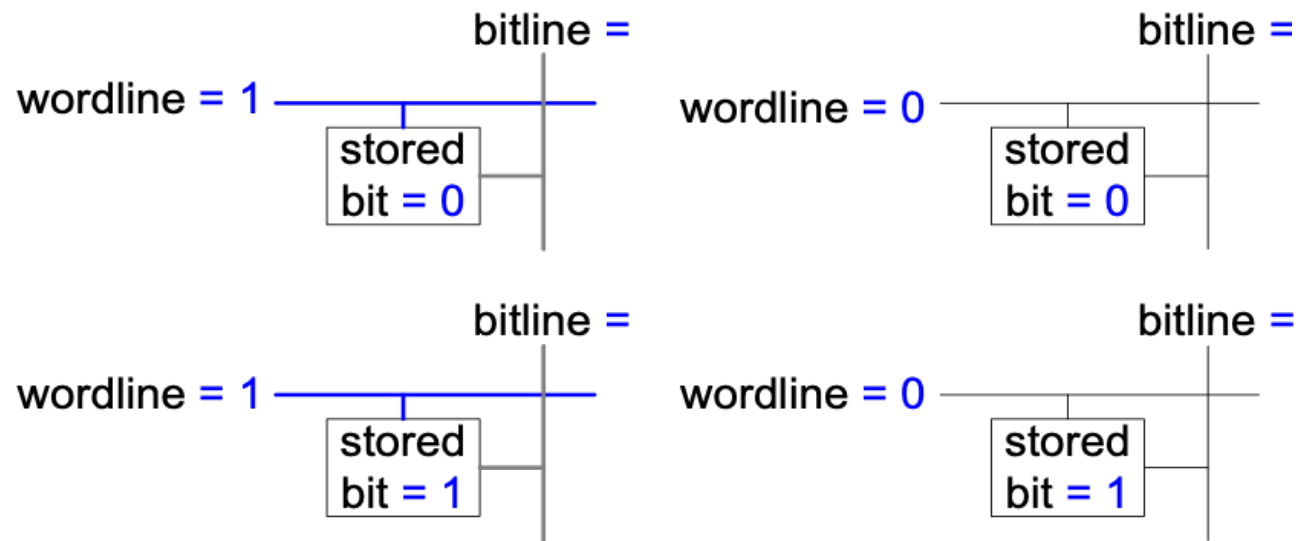 bitline =
wordline = 1
stored
bit = 0
bitline =
wordline = 0
stored
bit = 0
bitline =
wordline = 1
stored
bit = 1
bitline =
wordline = 0
stored
bit = 1